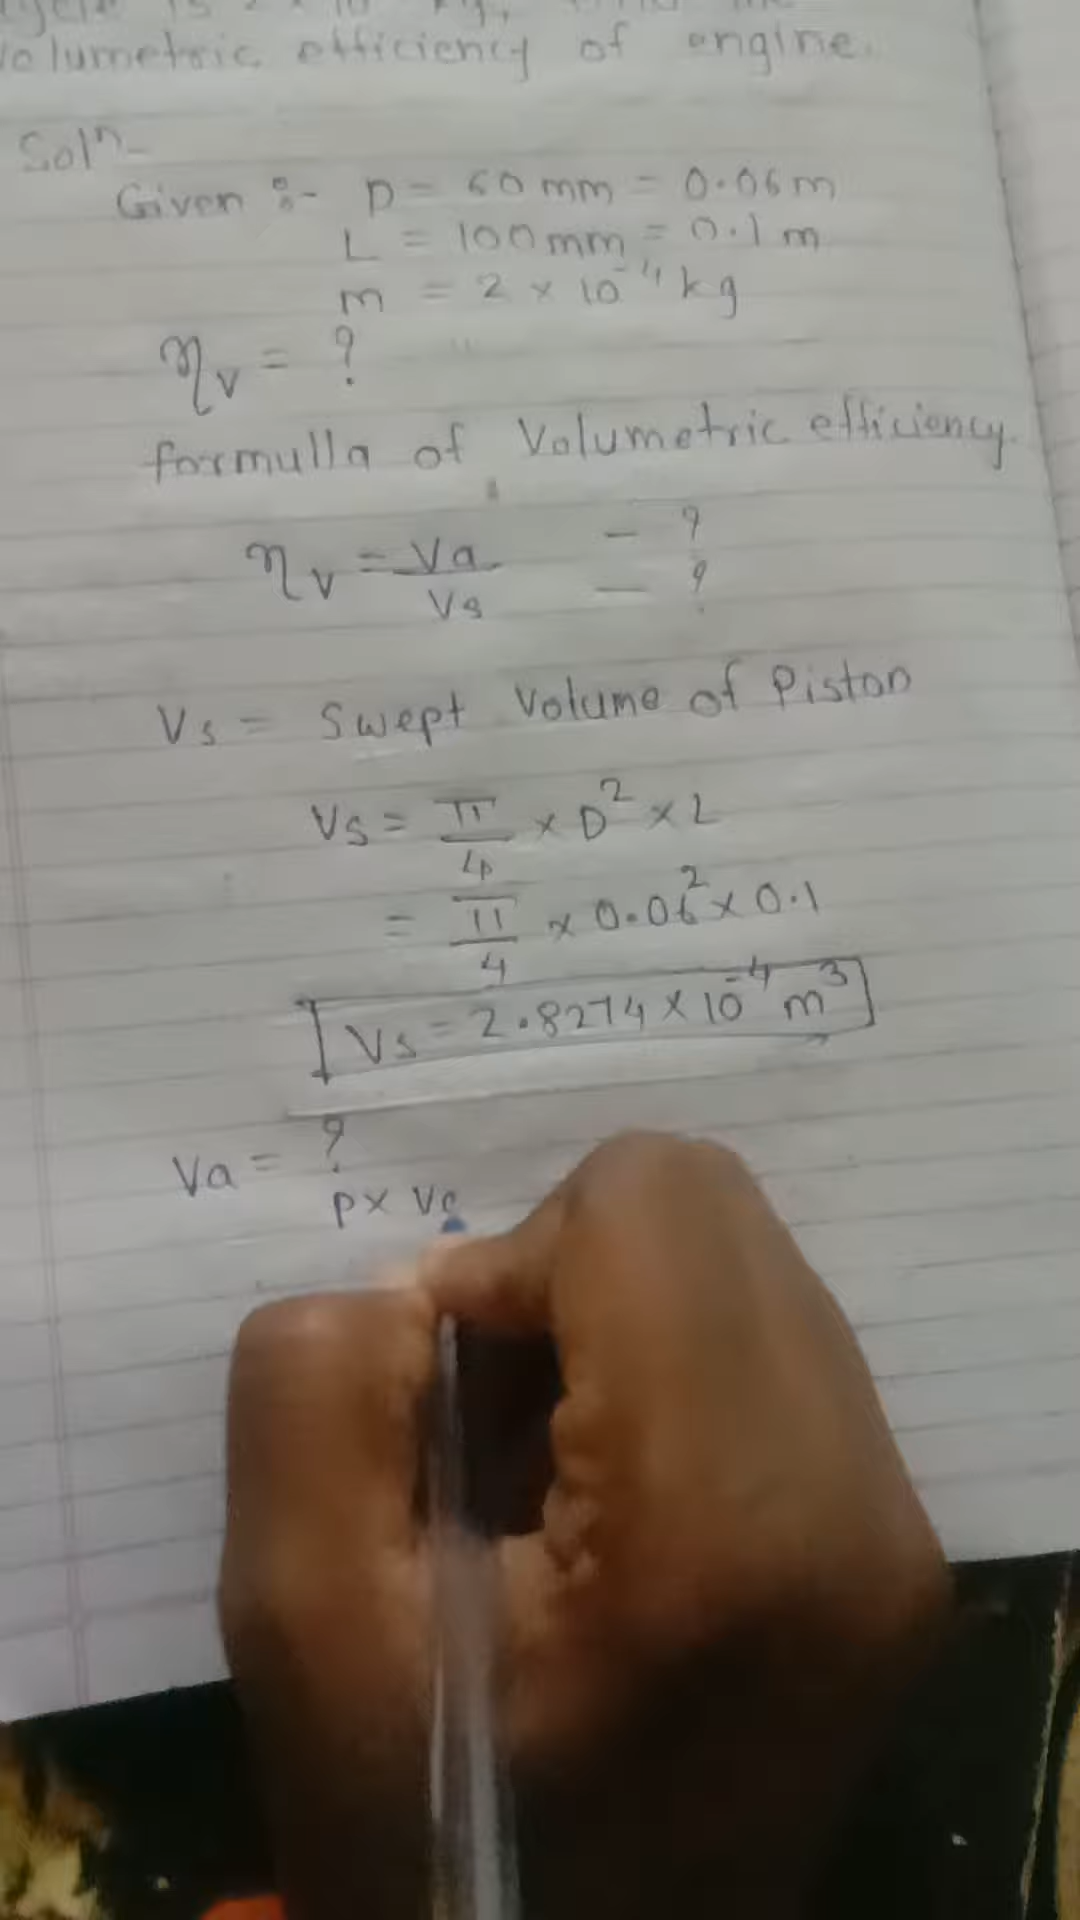 volumetric efficiency of engine.
Solⁿ-
Given :- D = 60 mm = 0.06 m
L = 100 mm = 0.1 m
m = 2 × 10⁻⁴ kg
ηv = ?
formulla of Volumetric efficiency.
ηv = Va/Vs — ? — ?
Vs = Swept Volume of Piston
Vs = π/4 × D² × L
= π/4 × 0.06² × 0.1
Vs = 2.8274 × 10⁻⁴ m³
Va = ?
P×